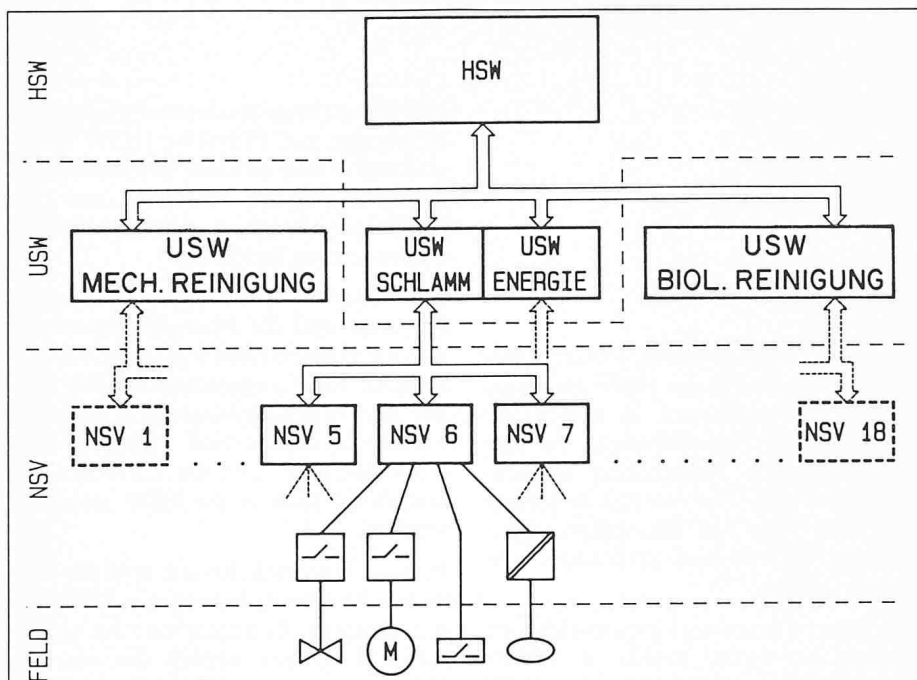 HSW
HSW
USW
USW
MECH. REINIGUNG
USW
SCHLAMM
USW
ENERGIE
USW
BIOL. REINIGUNG
NSV
NSV 1
NSV 5
NSV 6
NSV 7
NSV 18
FELD
M